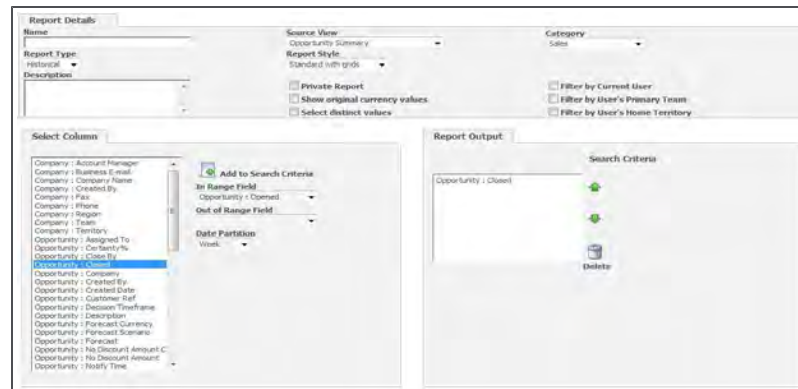 Report Details
Name
Source View
Category
Opportunity Summary
Sales
Report Type
Report Style
Historical
Standard with grids
Description
Private Report
Filter by Current User
Show original currency values
Filter by User's Primary Team
Select distinct values
Filter by User's Home Territory
Select Column
Report Output
Company : Account Manager
Company : Business E-mail
Company : Company Name
Company : Created By
Company : Fax
Company : Phone
Company : Region
Company : Team
Company : Territory
Opportunity : Assigned To
Opportunity : Certainty%
Opportunity : Close By
Opportunity : Closed
Opportunity : Company
Opportunity : Created By
Opportunity : Created Date
Opportunity : Customer Ref
Opportunity : Decision Timeframe
Opportunity : Description
Opportunity : Forecast Currency
Opportunity : Forecast Scenario
Opportunity : Forecast
Opportunity : No Discount Amount C
Opportunity : No Discount Amount
Opportunity : Notify Time
Add to Search Criteria
In Range Field
Opportunity : Opened
Out of Range Field
Date Partition
Week
Search Criteria
Opportunity : Closed
Delete